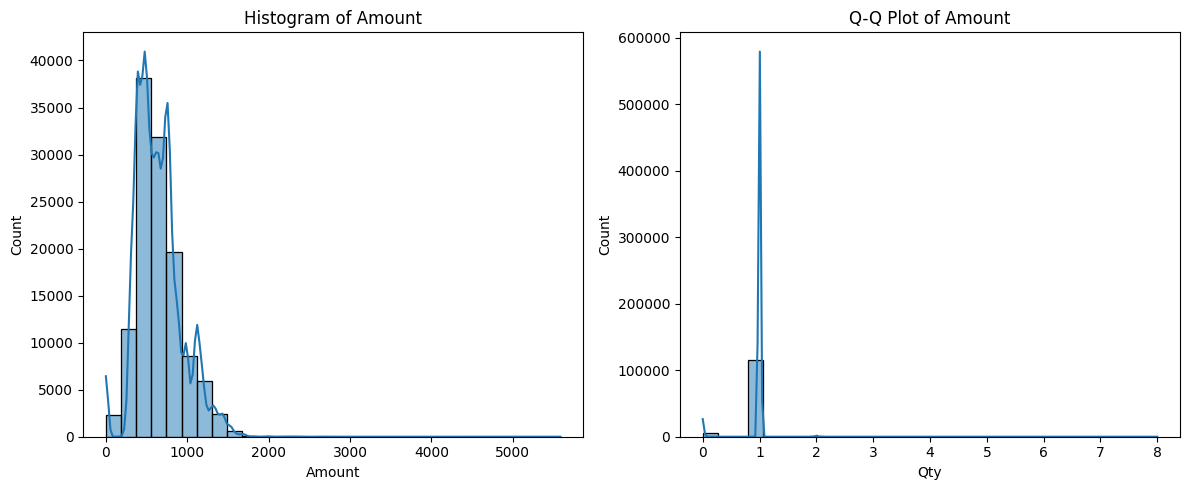 Histogram of Amount
40000
35000
30000
25000
20000
15000
10000
5000
0
Count
0 1000 2000 3000 4000 5000
Amount
Q-Q Plot of Amount
600000
500000
400000
300000
200000
100000
0
Count
0 1 2 3 4 5 6 7 8
Qty